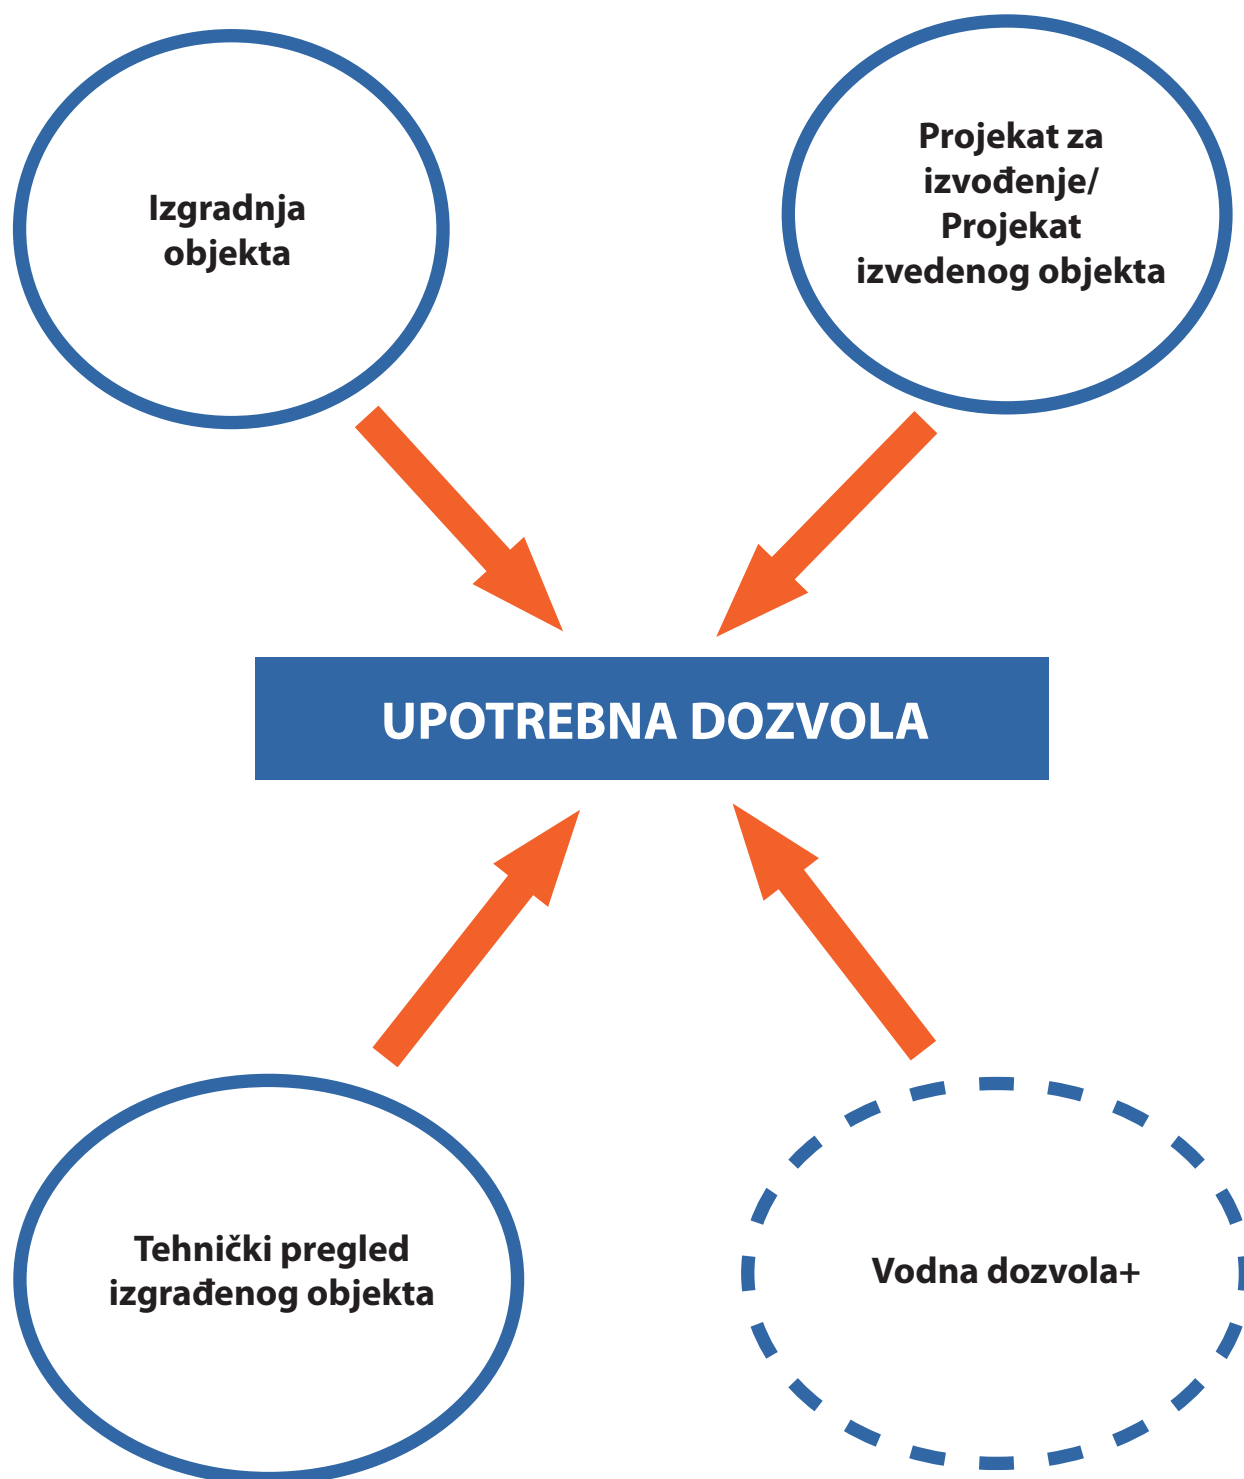 Izgradnja
objekta
Projekat za
izvođenje/
Projekat
izvedenog objekta
UPOTREBNA DOZVOLA
Tehnički pregled
izgrađenog objekta
Vodna dozvola+